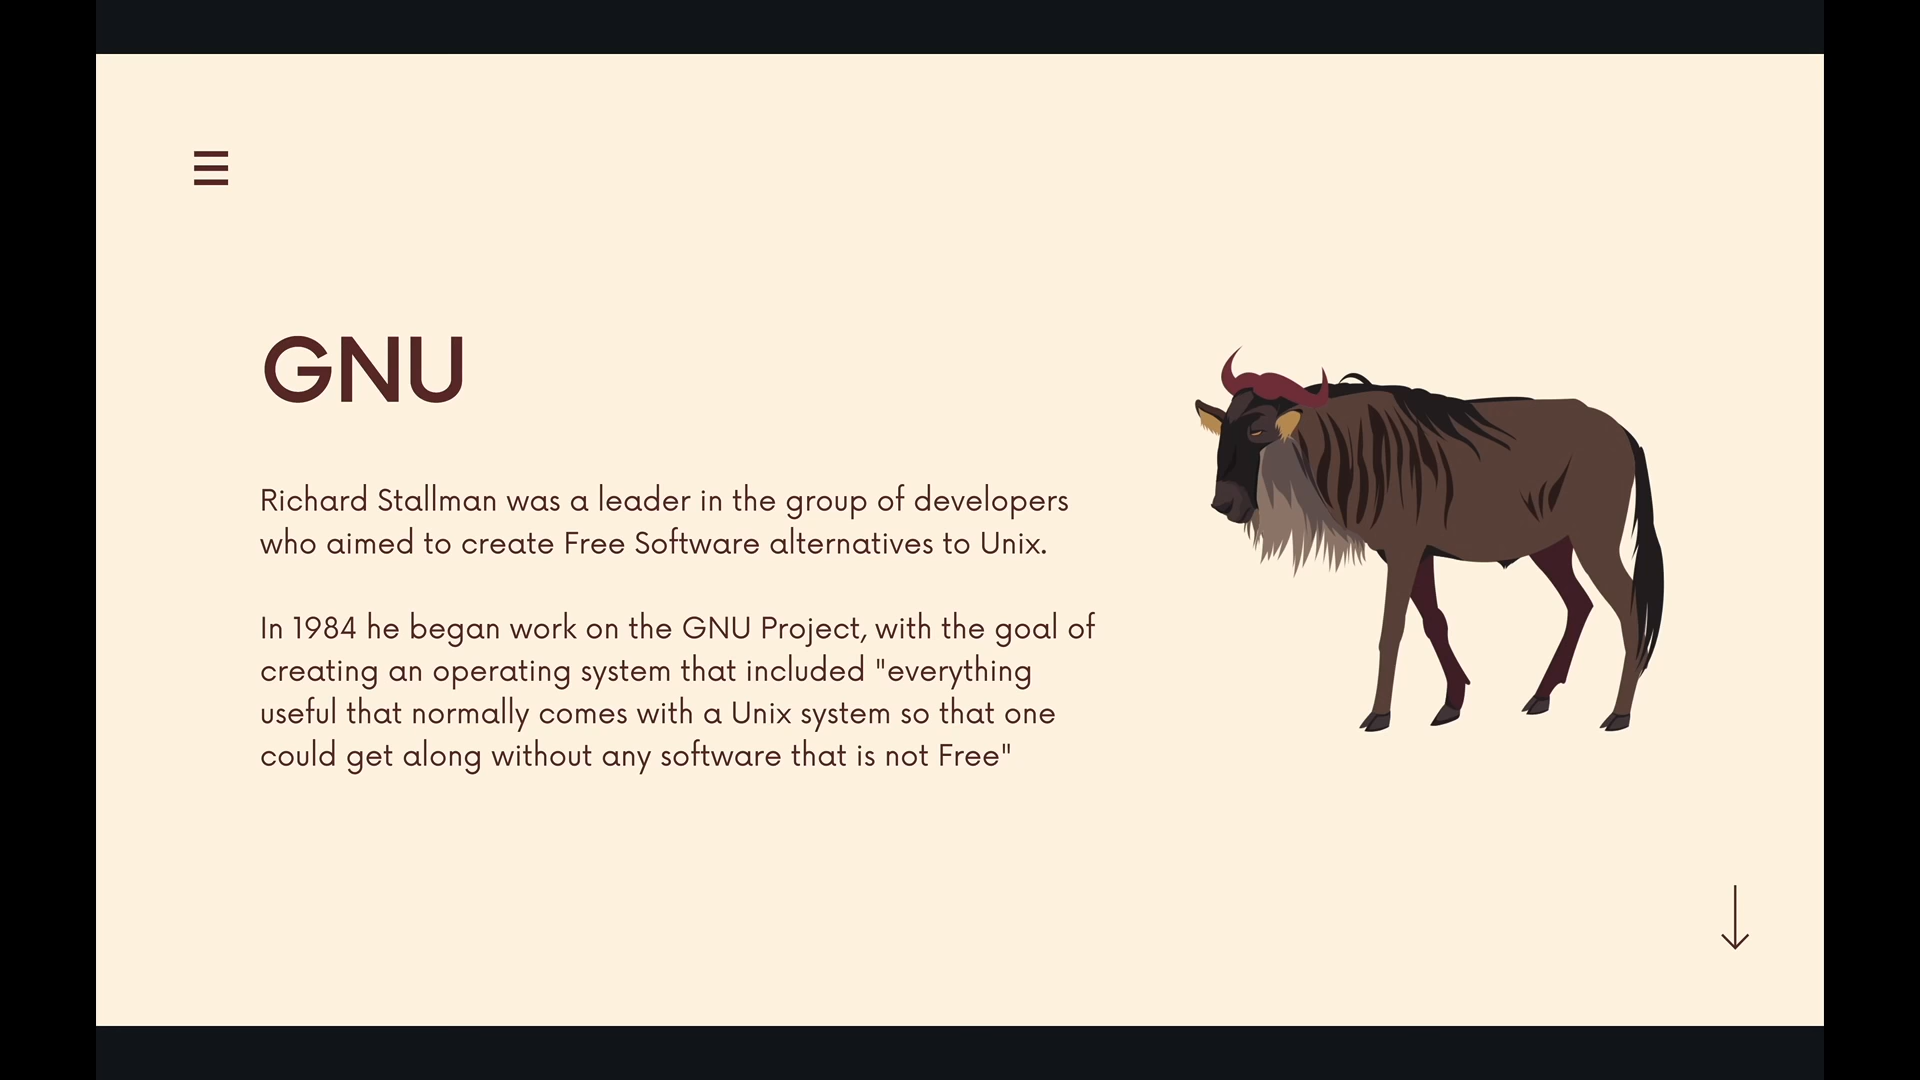 GNU
Richard Stallman was a leader in the group of developers
who aimed to create Free Software alternatives to Unix.
In 1984 he began work on the GNU Project, with the goal of
creating an operating system that included "everything
useful that normally comes with a Unix system so that one
could get along without any software that is not Free"